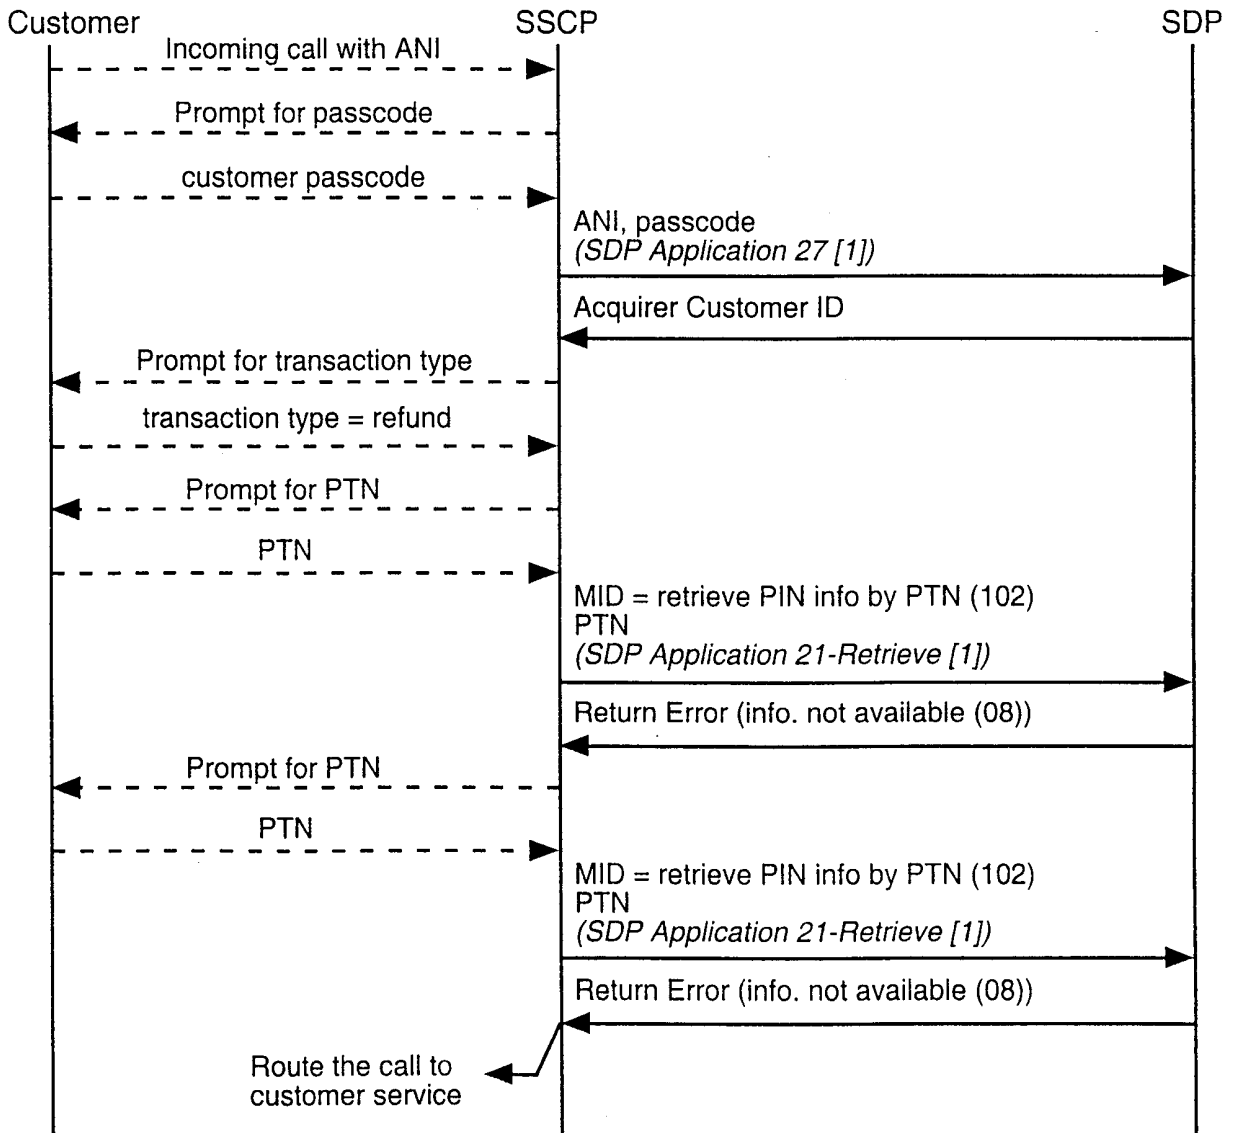 Customer
SSCP
SDP
Incoming call with ANI
Prompt for passcode
customer passcode
ANI, passcode
(SDP Application 27 [1])
Acquirer Customer ID
Prompt for transaction type
transaction type = refund
Prompt for PTN
PTN
MID = retrieve PIN info by PTN (102)
PTN
(SDP Application 21-Retrieve [1])
Return Error (info. not available (08))
Prompt for PTN
PTN
MID = retrieve PIN info by PTN (102)
PTN
(SDP Application 21-Retrieve [1])
Return Error (info. not available (08))
Route the call to
customer service